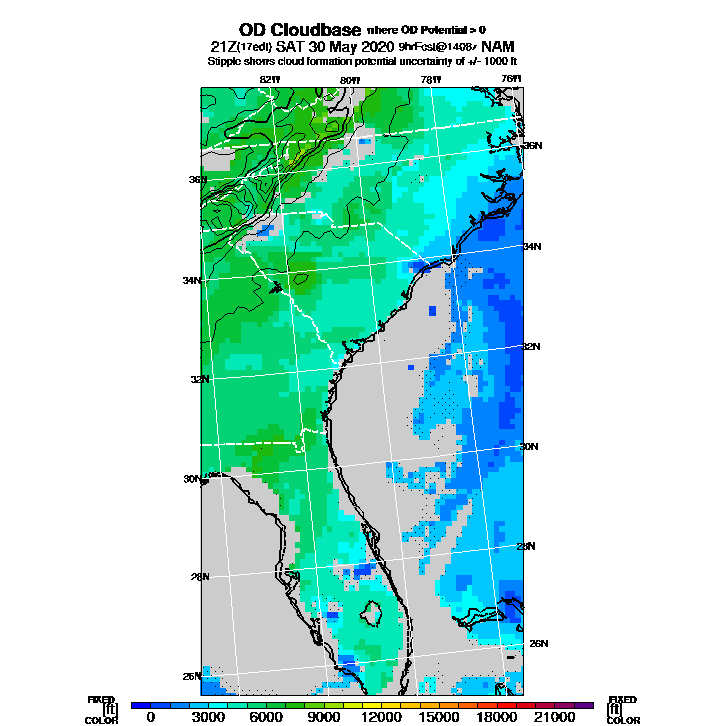 OD Cloudbase where OD Potential > 0
21Z(17edt) SAT 30 May 2020 9hrFcst@1408z NAM
Stipple shows cloud formation potential uncertainty of +/- 1000 ft
82W 80W 78W 76W
36N 36N
34N 34N
32N 32N
30N 30N
28N 28N
26N 26N
FIXED FIXED
[ft] [ft]
COLOR COLOR
0 3000 6000 9000 12000 15000 18000 21000